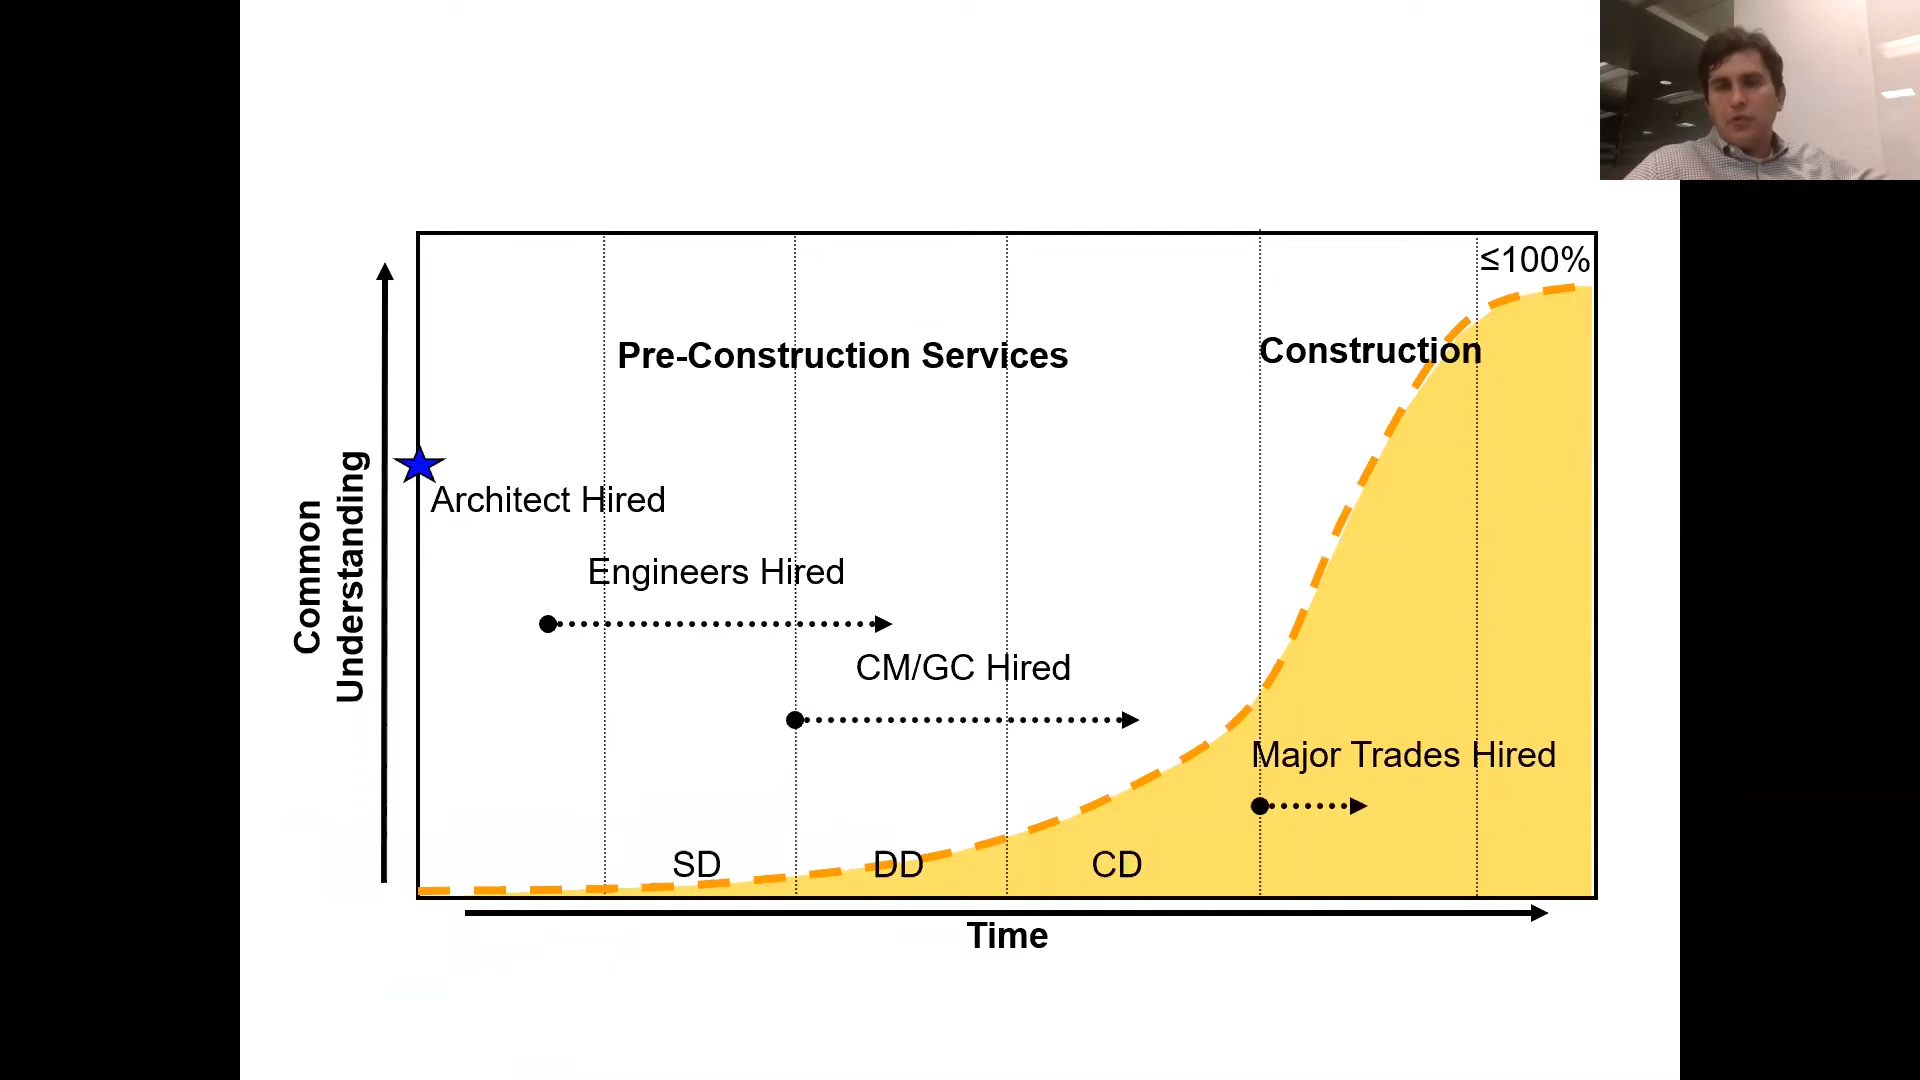 ≤100%
Pre-Construction Services
Construction
Architect Hired
Engineers Hired
CM/GC Hired
Major Trades Hired
SD
DD
CD
Common
Understanding
Time